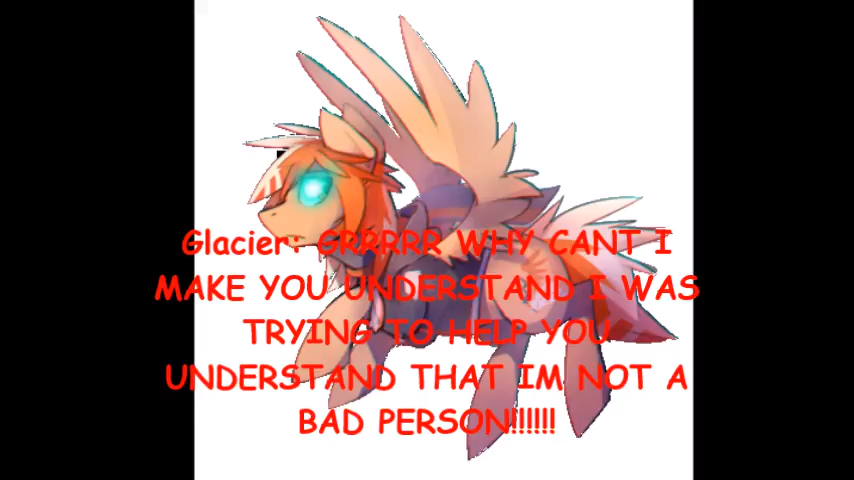 Glacier: GRRRRR WHY CANT I
MAKE YOU UNDERSTAND I WAS
TRYING TO HELP YOU
UNDERSTAND THAT IM NOT A
BAD PERSON!!!!!!